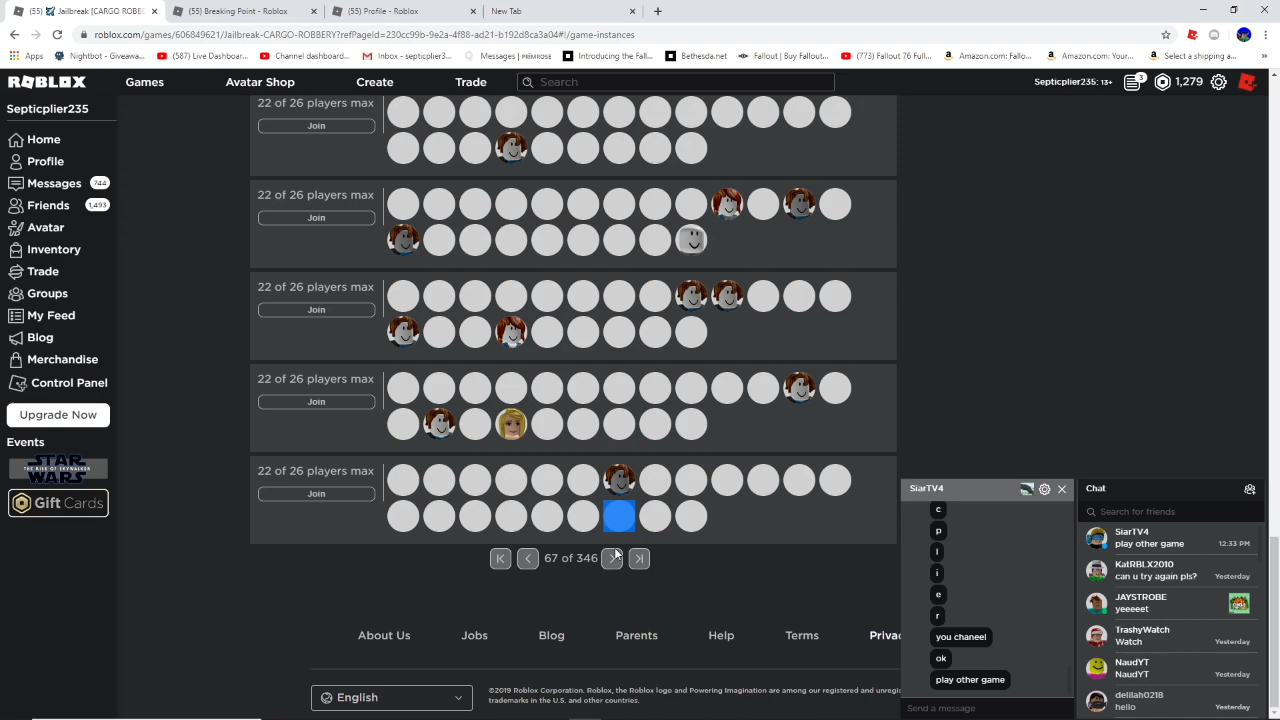 (55) Jailbreak [CARGO ROBBE
(55) Breaking Point - Roblox
(55) Profile - Roblox
New Tab
roblox.com/games/606849621/Jailbreak-CARGO-ROBBERY?refPageId=230cc99b-9e2a-4f88-ad21-b192d8dca04#!/game-instances
Apps
Nightbot - Giveawa...
(587) Dashboard - Y...
Channel dashboard -...
Inbox - septicplier23...
Messages | PЯIMЯOSE
Introducing the Kin...
Bethesda.net
Fallout | Buy Fallou...
(773) Fallout 76 Full...
Amazon.com: Your...
Amazon.com: Your...
Select a shipping a...
ROBLOX
Games
Avatar Shop
Create
Trade
Search
Septicplier235: 13+
3
1,279
Septicplier235
Home
Profile
Messages
744
Friends
1,493
Avatar
Inventory
Trade
Groups
My Feed
Blog
Merchandise
Control Panel
Upgrade Now
Events
STAR WARS
THE RISE OF SKYWALKER
Gift Cards
22 of 26 players max
Join
22 of 26 players max
Join
22 of 26 players max
Join
22 of 26 players max
Join
22 of 26 players max
Join
67 of 346
About Us
Jobs
Blog
Parents
Help
Terms
Privac
English
©2019 Roblox Corporation. Roblox, the Roblox logo and Powering Imagination are among our registered and unregis
trademarks in the U.S. and other countries.
SiarTV4
c
p
l
i
e
r
you chaneel
ok
play other game
Send a message
Chat
Search for friends
SiarTV4
play other game
12:33 PM
KatRBLX2010
can u try again pls?
Yesterday
JAYSTROBE
yeeeeet
TrashyWatch
Watch
Yesterday
NaudYT
NaudYT
Yesterday
delilah0218
hello
Yesterday